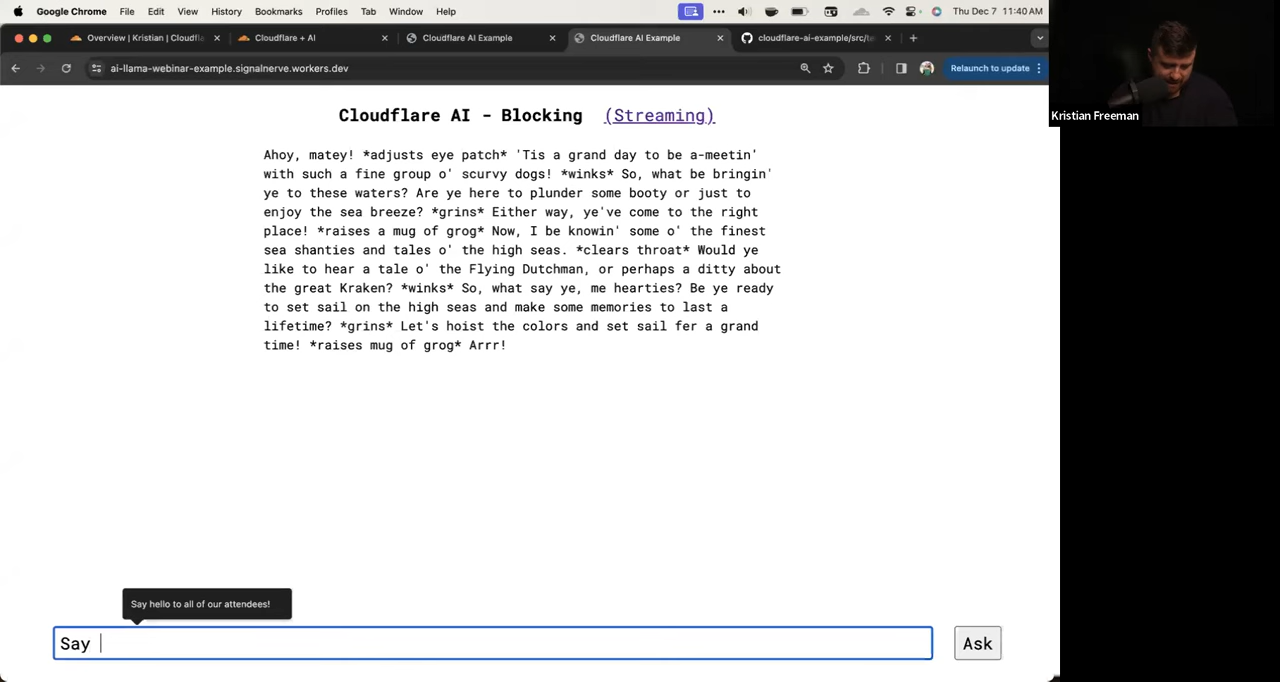 Google Chrome File Edit View History Bookmarks Profiles Tab Window Help Thu Dec 7 11:40 AM
Overview | Kristian | Cloudfl Cloudflare + AI Cloudflare AI Example Cloudflare AI Example cloudflare-ai-example/src/te
ai-llama-webinar-example.signalnerve.workers.dev Relaunch to update
Kristian Freeman
Cloudflare AI - Blocking (Streaming)
Ahoy, matey! *adjusts eye patch* 'Tis a grand day to be a-meetin'
with such a fine group o' scurvy dogs! *winks* So, what be bringin'
ye to these waters? Are ye here to plunder some booty or just to
enjoy the sea breeze? *grins* Either way, ye've come to the right
place! *raises a mug of grog* Now, I be knowin' some o' the finest
sea shanties and tales o' the high seas. *clears throat* Would ye
like to hear a tale o' the Flying Dutchman, or perhaps a ditty about
the great Kraken? *winks* So, what say ye, me hearties? Be ye ready
to set sail on the high seas and make some memories to last a
lifetime? *grins* Let's hoist the colors and set sail fer a grand
time! *raises mug of grog* Arrr!
Say hello to all of our attendees!
Say
Ask